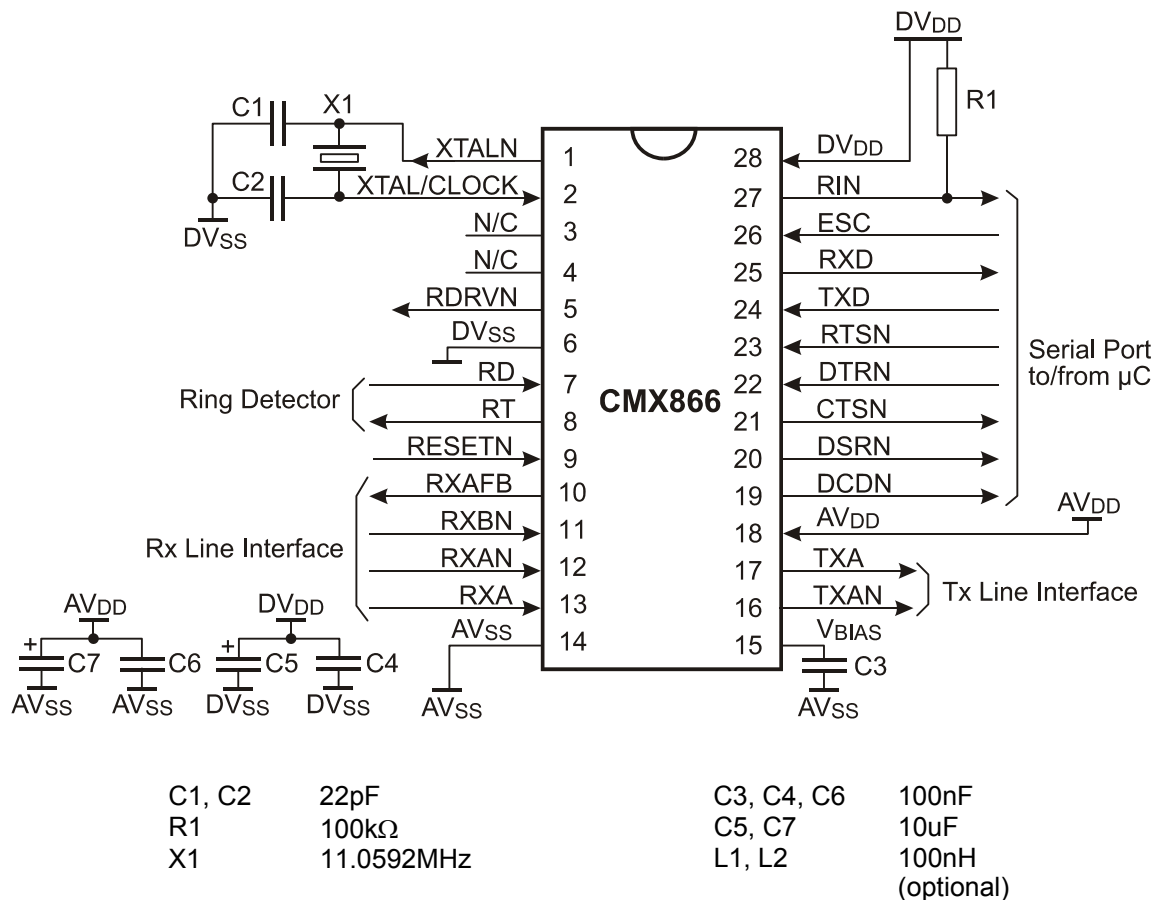 DVDD
R1
C1
X1
C2
DVSS
XTALN
XTAL/CLOCK
N/C
N/C
RDRVN
DVSS
RD
RT
Ring Detector
RESETN
RXAFB
RXBN
RXAN
RXA
Rx Line Interface
AVSS
AVSS
1
2
3
4
5
6
7
8
9
10
11
12
13
14
CMX866
28
27
26
25
24
23
22
21
20
19
18
17
16
15
DVDD
RIN
ESC
RXD
TXD
RTSN
DTRN
CTSN
DSRN
DCDN
Serial Port
to/from µC
AVDD
AVDD
TXA
TXAN
Tx Line Interface
VBIAS
C3
AVSS
AVDD
DVDD
+
C7
C6
+
C5
C4
AVSS
AVSS
DVSS
DVSS
C1, C2 22pF
R1 100kΩ
X1 11.0592MHz
C3, C4, C6 100nF
C5, C7 10uF
L1, L2 100nH
(optional)